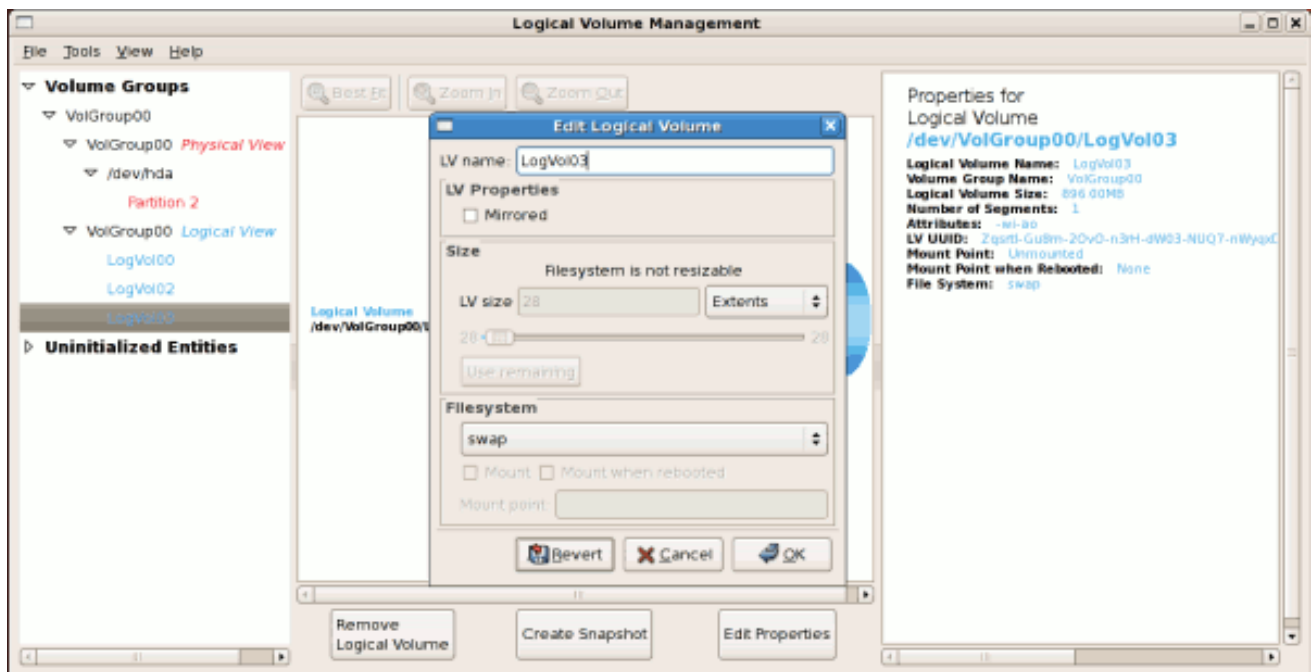 Logical Volume Management
File Tools View Help
Volume Groups
VolGroup00
VolGroup00 Physical View
/dev/hda
Partition 2
VolGroup00 Logical View
LogVol00
LogVol02
Uninitialized Entities
Best Fit Zoom In Zoom Out
Logical Volume
/dev/VolGroup00/L
Edit Logical Volume
LV name: LogVol03
LV Properties
Mirrored
Size
Filesystem is not resizable
LV size 28 Extents
28 28
Use remaining
Filesystem
swap
Mount Mount when rebooted
Mount point:
Revert Cancel OK
Remove
Logical Volume
Create Snapshot
Edit Properties
Properties for
Logical Volume
/dev/VolGroup00/LogVol03
Logical Volume Name: LogVol03
Volume Group Name: VolGroup00
Logical Volume Size: 896.00MB
Number of Segments: 1
Attributes: -wi-ao
LV UUID:
Mount Point: Unmounted
Mount Point when Rebooted: None
File System: swap